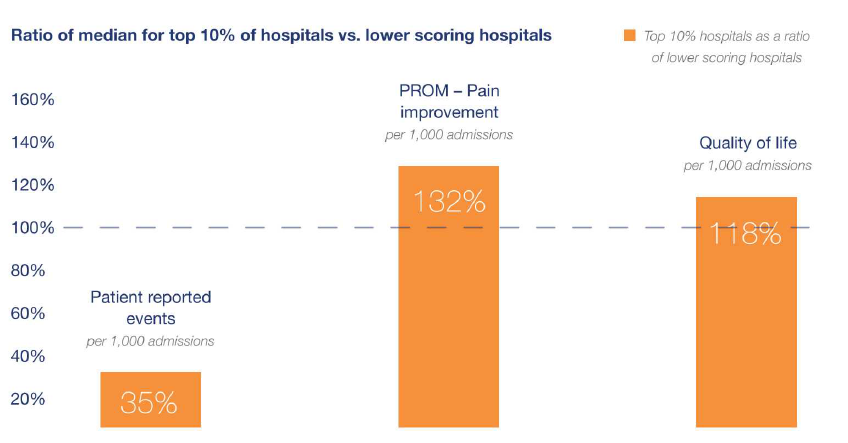 Ratio of median for top 10% of hospitals vs. lower scoring hospitals
Top 10% hospitals as a ratio
of lower scoring hospitals
160%
140%
120%
100%
80%
60%
40%
20%
Patient reported
events
per 1,000 admissions
35%
PROM – Pain
improvement
per 1,000 admissions
132%
Quality of life
per 1,000 admissions
118%